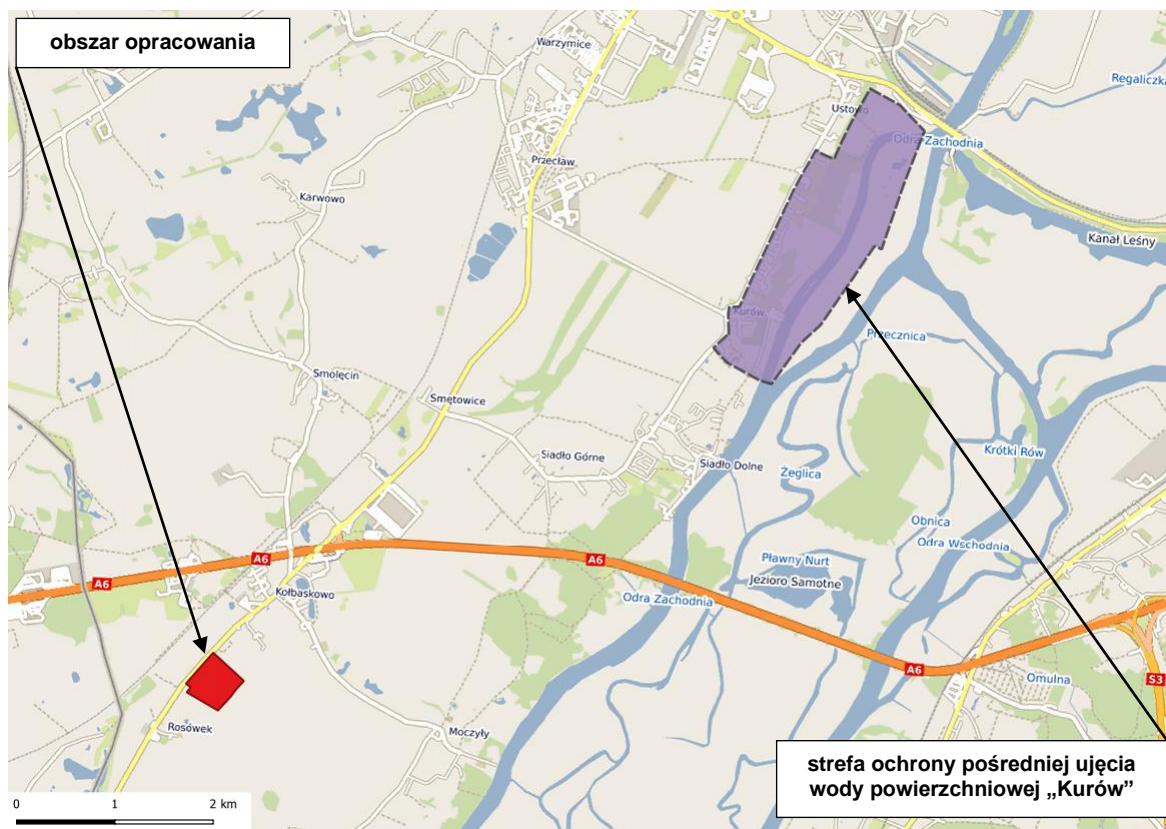 obszar opracowania
Warzymice
Regaliczka
Ustowo
Odra Zachodnia
Przecław
Karwowo
Kanał Leśny
Kurów
Przecznica
Smolęcin
Smętowice
Krótki Rów
Siadło Górne
Siadło Dolne
Żeglica
Obnica
Odra Wschodnia
Pławny Nurt
Jezioro Samotne
A6
A6
A6
Kołbaskowo
Odra Zachodnia
A6
Omulna
S3
Rosówek
Moczyły
strefa ochrony pośredniej ujęcia
wody powierzchniowej „Kurów”
0 1 2 km